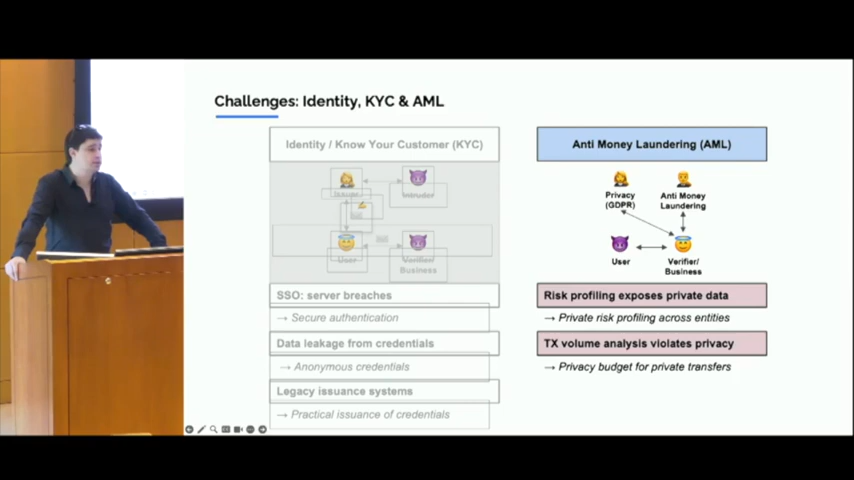 Challenges: Identity, KYC & AML
Identity / Know Your Customer (KYC)
Issuer
Intruder
User
Verifier/
Business
SSO: server breaches
→ Secure authentication
Data leakage from credentials
→ Anonymous credentials
Legacy issuance systems
→ Practical issuance of credentials
Anti Money Laundering (AML)
Privacy
(GDPR)
Anti Money
Laundering
User
Verifier/
Business
Risk profiling exposes private data
→ Private risk profiling across entities
TX volume analysis violates privacy
→ Privacy budget for private transfers